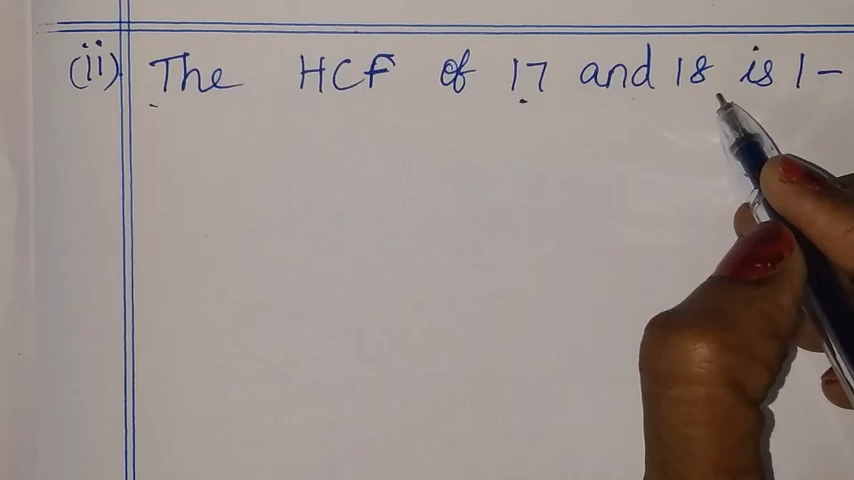 (ii) The HCF of 17 and 18 is 1 -